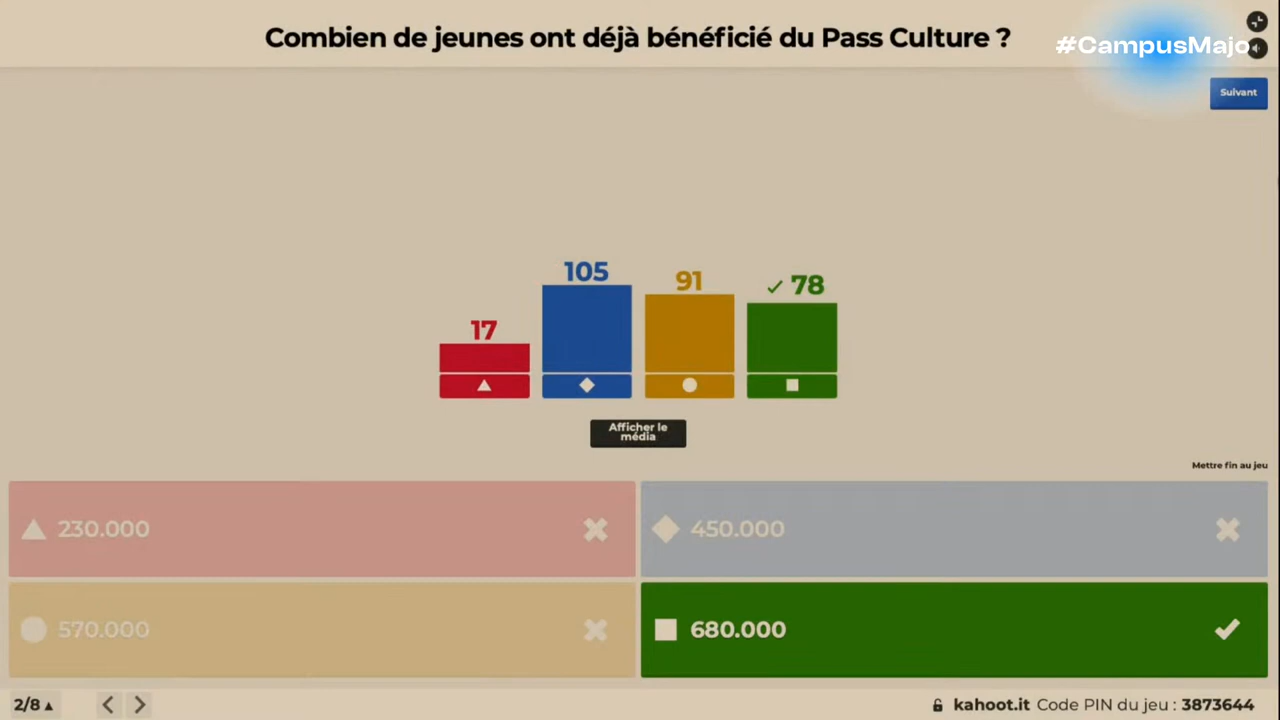 Combien de jeunes ont déjà bénéficié du Pass Culture ?
#CampusMajo
Suivant
17
105
91
78
Afficher le
média
Mettre fin au jeu
230.000
450.000
570.000
680.000
2/8
kahoot.it Code PIN du jeu : 3873644